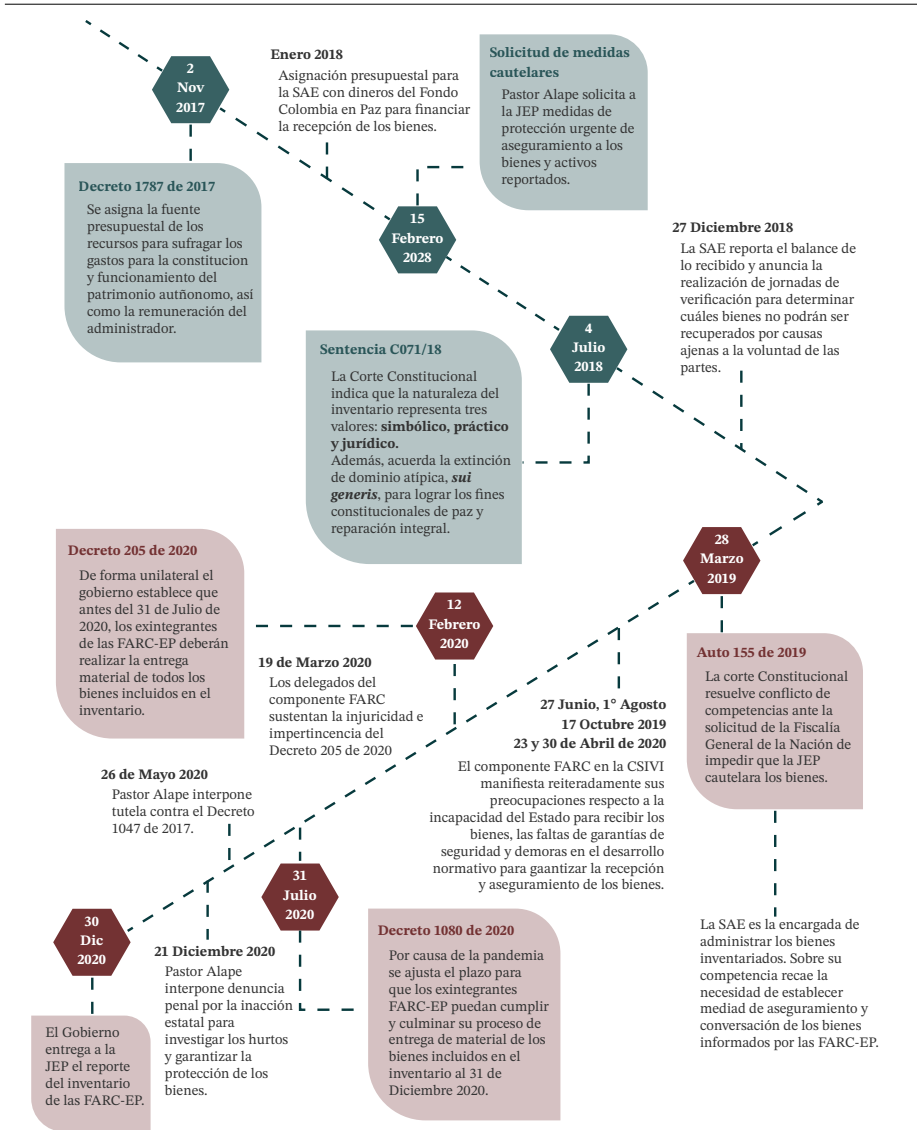 2
Nov
2017
Decreto 1787 de 2017
Se asigna la fuente
presupuestal de los
recursos para sufragar los
gastos para la constitucion
y funcionamiento del
patrimonio autñonomo, así
como la remuneración del
administrador.
Enero 2018
Asignación presupuestal para
la SAE con dineros del Fondo
Colombia en Paz para financiar
la recepción de los bienes.
Solicitud de medidas
cautelares
Pastor Alape solicita a
la JEP medidas de
protección urgente de
aseguramiento a los
bienes y activos
reportados.
15
Febrero
2028
4
Julio
2018
Sentencia C071/18
La Corte Constitucional
indica que la naturaleza del
inventario representa tres
valores: simbólico, práctico
y jurídico.
Además, acuerda la extinción
de dominio atípica, sui
generis, para lograr los fines
constitucionales de paz y
reparación integral.
27 Diciembre 2018
La SAE reporta el balance de
lo recibido y anuncia la
realización de jornadas de
verificación para determinar
cuáles bienes no podrán ser
recuperados por causas
ajenas a la voluntad de las
partes.
28
Marzo
2019
Auto 155 de 2019
La corte Constitucional
resuelve conflicto de
competencias ante la
solicitud de la Fiscalía
General de la Nación de
impedir que la JEP
cautelara los bienes.
La SAE es la encargada de
administrar los bienes
inventariados. Sobre su
competencia recae la
necesidad de establecer
mediad de aseguramiento y
conversación de los bienes
informados por las FARC-EP.
27 Junio, 1° Agosto
17 Octubre 2019
23 y 30 de Abril de 2020
El componente FARC en la CSIVI
manifiesta reiteradamente sus
preocupaciones respecto a la
incapacidad del Estado para recibir los
bienes, las faltas de garantías de
seguridad y demoras en el desarrollo
normativo para gaantizar la recepción
y aseguramiento de los bienes.
12
Febrero
2020
Decreto 205 de 2020
De forma unilateral el
gobierno establece que
antes del 31 de Julio de
2020, los exintegrantes
de las FARC-EP deberán
realizar la entrega
material de todos los
bienes incluidos en el
inventario.
19 de Marzo 2020
Los delegados del
componente FARC
sustentan la injuricidad e
impertincencia del
Decreto 205 de 2020
26 de Mayo 2020
Pastor Alape interpone
tutela contra el Decreto
1047 de 2017.
31
Julio
2020
Decreto 1080 de 2020
Por causa de la pandemia
se ajusta el plazo para
que los exintegrantes
FARC-EP puedan cumplir
y culminar su proceso de
entrega de material de los
bienes incluidos en el
inventario al 31 de
Diciembre 2020.
21 Diciembre 2020
Pastor Alape
interpone denuncia
penal por la inacción
estatal para
investigar los hurtos
y garantizar la
protección de los
bienes.
30
Dic
2020
El Gobierno
entrega a la
JEP el reporte
del inventario
de las FARC-EP.